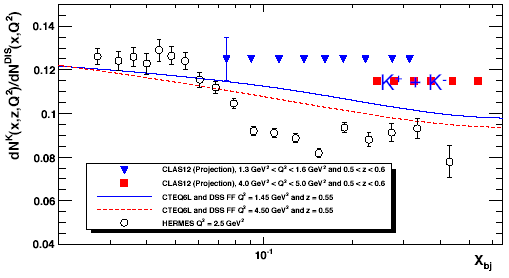 dN^K(x,z,Q²)/dN^DIS(x,Q²)
0.14
0.12
0.1
0.08
0.06
0.04
K⁺ + K⁻
CLAS12 (Projection), 1.3 GeV² < Q² < 1.6 GeV² and 0.5 < z < 0.6
CLAS12 (Projection), 4.0 GeV² < Q² < 5.0 GeV² and 0.5 < z < 0.6
CTEQ6L and DSS FF Q² = 1.45 GeV² and z = 0.55
CTEQ6L and DSS FF Q² = 4.50 GeV² and z = 0.55
HERMES Q² = 2.5 GeV²
10⁻¹
X_bj